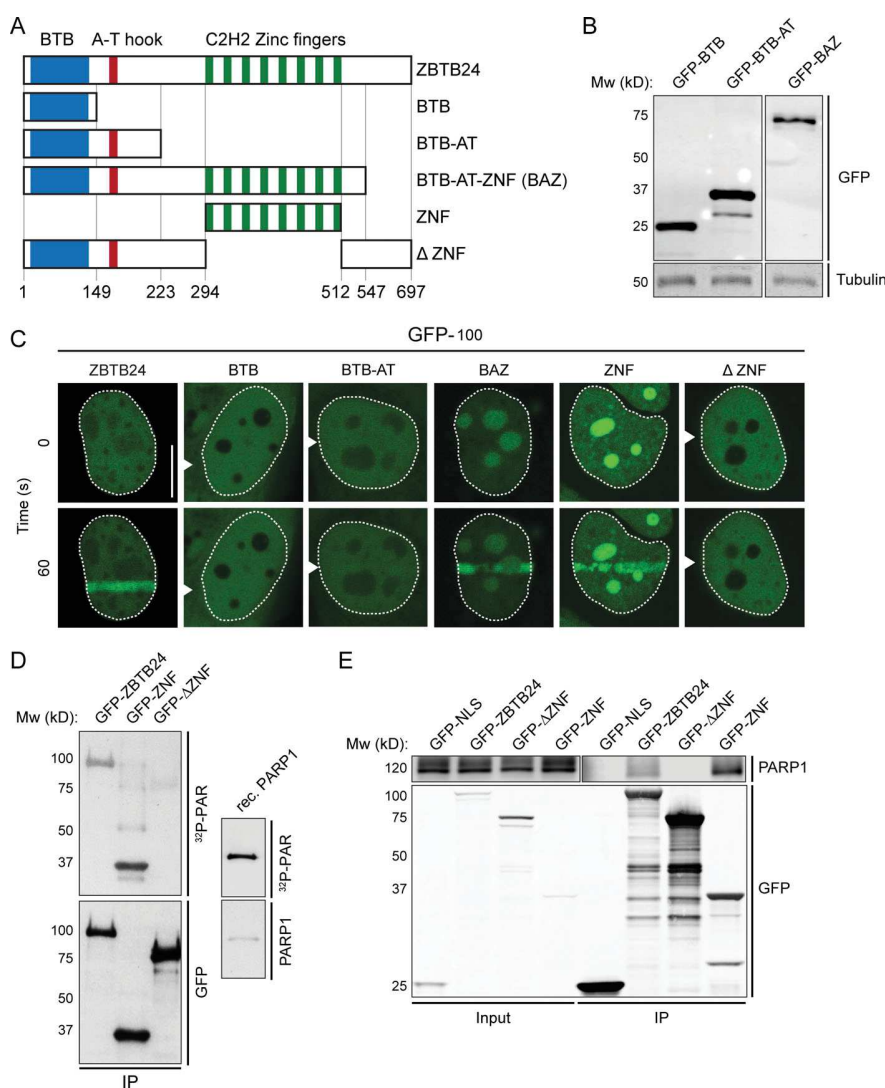 A
BTB A-T hook C2H2 Zinc fingers
ZBTB24
BTB
BTB-AT
BTB-AT-ZNF (BAZ)
ZNF
Δ ZNF
1 149 223 294 512 547 697
B
GFP-BTB GFP-BTB-AT GFP-BAZ
Mw (kD):
75
50
37
25
GFP
50 Tubulin
C
GFP-100
ZBTB24 BTB BTB-AT BAZ ZNF Δ ZNF
Time (s)
0
60
D
GFP-ZBTB24 GFP-ZNF GFP-ΔZNF
Mw (kD):
100
75
50
37
32P-PAR
100
75
50
37
GFP
IP
rec. PARP1
32P-PAR
PARP1
E
GFP-NLS GFP-ZBTB24 GFP-ΔZNF GFP-ZNF GFP-NLS GFP-ZBTB24 GFP-ΔZNF GFP-ZNF
Mw (kD):
120 PARP1
100
75
50
37
25
GFP
Input IP